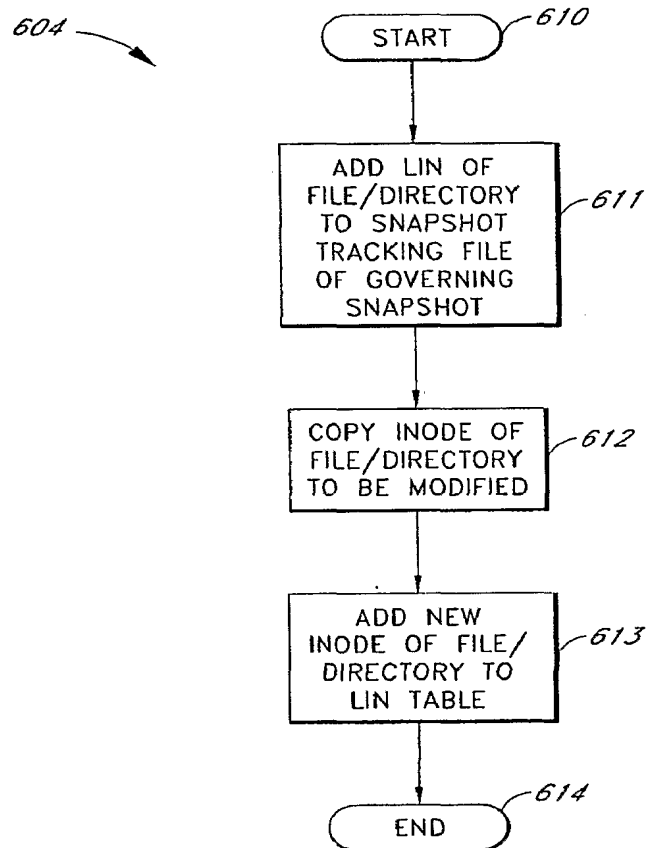 604
START
610
ADD LIN OF
FILE/DIRECTORY
TO SNAPSHOT
TRACKING FILE
OF GOVERNING
SNAPSHOT
611
COPY INODE OF
FILE/DIRECTORY
TO BE MODIFIED
612
ADD NEW
INODE OF FILE/
DIRECTORY TO
LIN TABLE
613
END
614